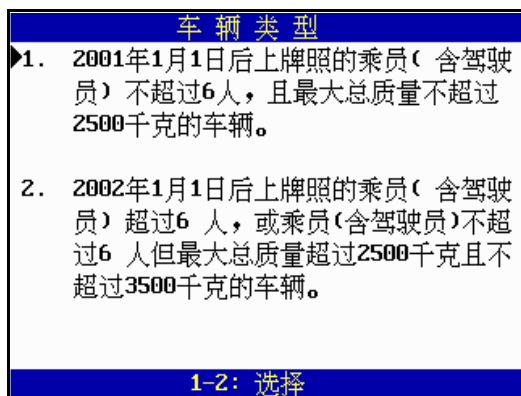 车辆类型
1. 2001年1月1日后上牌照的乘员( 含驾驶
员) 不超过6人，且最大总质量不超过
2500千克的车辆。
2. 2002年1月1日后上牌照的乘员( 含驾驶
员) 超过6 人，或乘员(含驾驶员)不超
过6 人但最大总质量超过2500千克且不
超过3500千克的车辆。
1-2: 选择